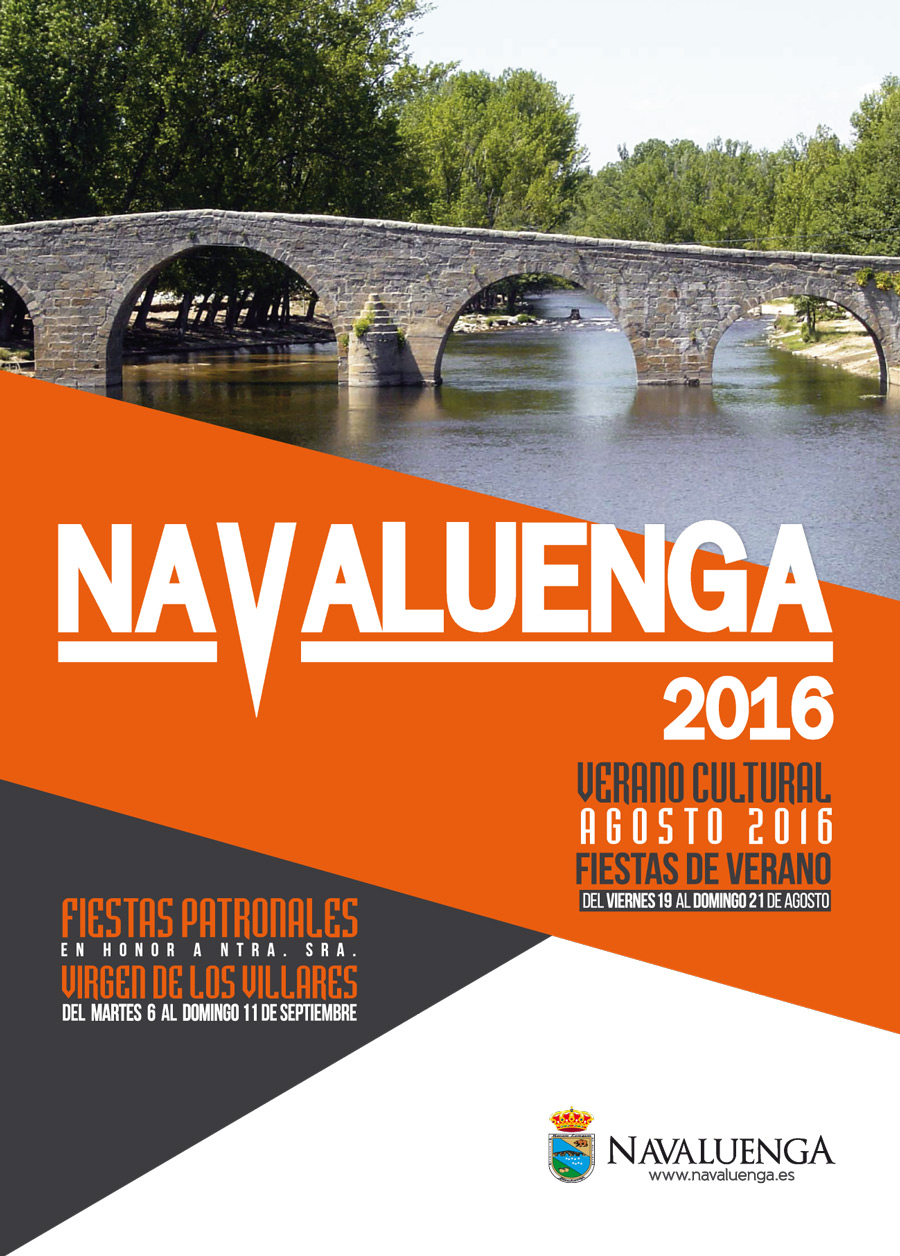 NAVALUENGA
2016
VERANO CULTURAL
AGOSTO 2016
FIESTAS DE VERANO
DEL VIERNES 19 AL DOMINGO 21 DE AGOSTO
FIESTAS PATRONALES
EN HONOR A NTRA. SRA.
VIRGEN DE LOS VILLARES
DEL MARTES 6 AL DOMINGO 11 DE SEPTIEMBRE
NAVALUENGA
www.navaluenga.es